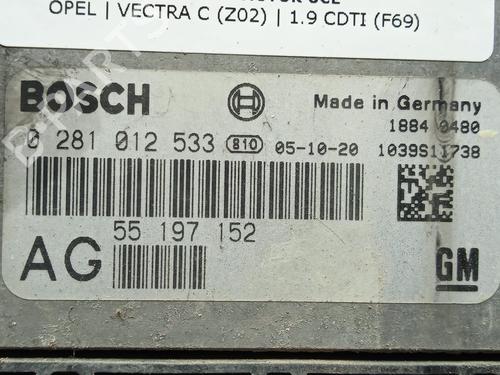 OPEL | VECTRA C (Z02) | 1.9 CDTI (F69)
BOSCH
Made in Germany
1884 0480
0 281 012 533 810 05-10-20 1039S11738
55 197 152
AG
GM